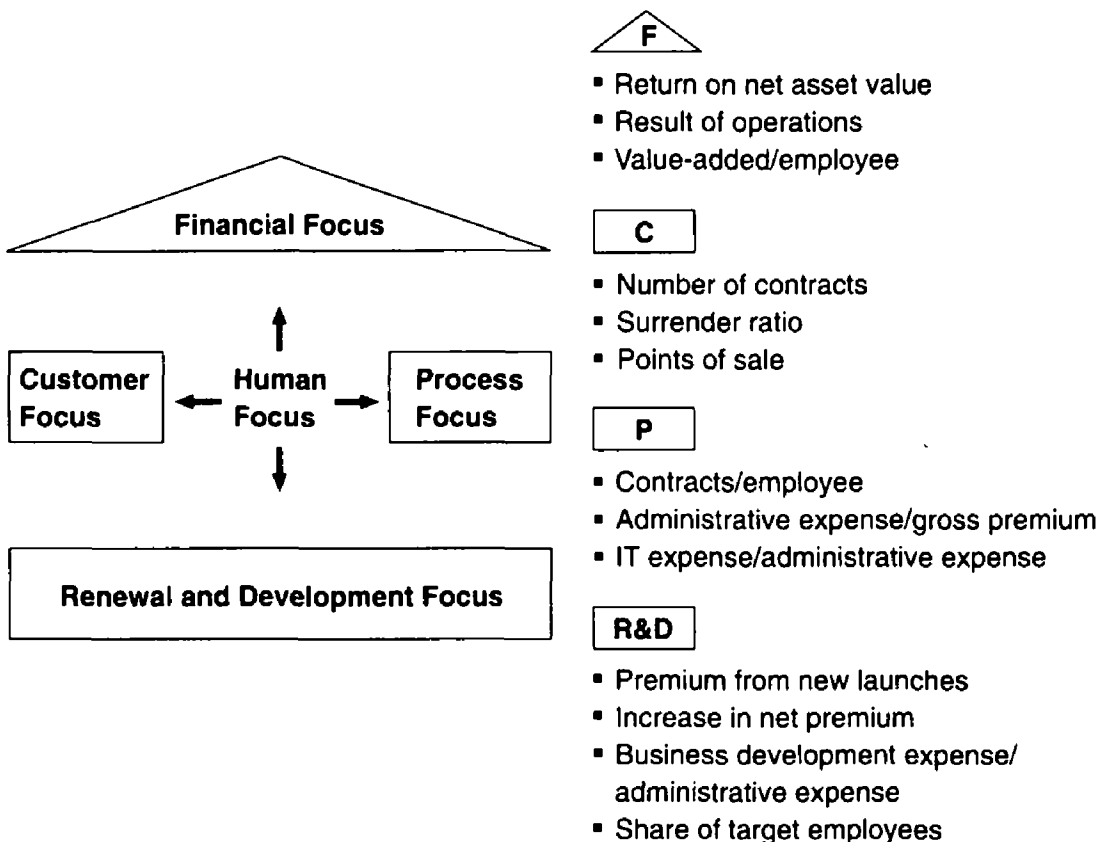 Financial Focus
Customer
Focus
Human
Focus
Process
Focus
Renewal and Development Focus
F
▪ Return on net asset value
▪ Result of operations
▪ Value-added/employee
C
▪ Number of contracts
▪ Surrender ratio
▪ Points of sale
P
▪ Contracts/employee
▪ Administrative expense/gross premium
▪ IT expense/administrative expense
R&D
▪ Premium from new launches
▪ Increase in net premium
▪ Business development expense/
administrative expense
▪ Share of target employees